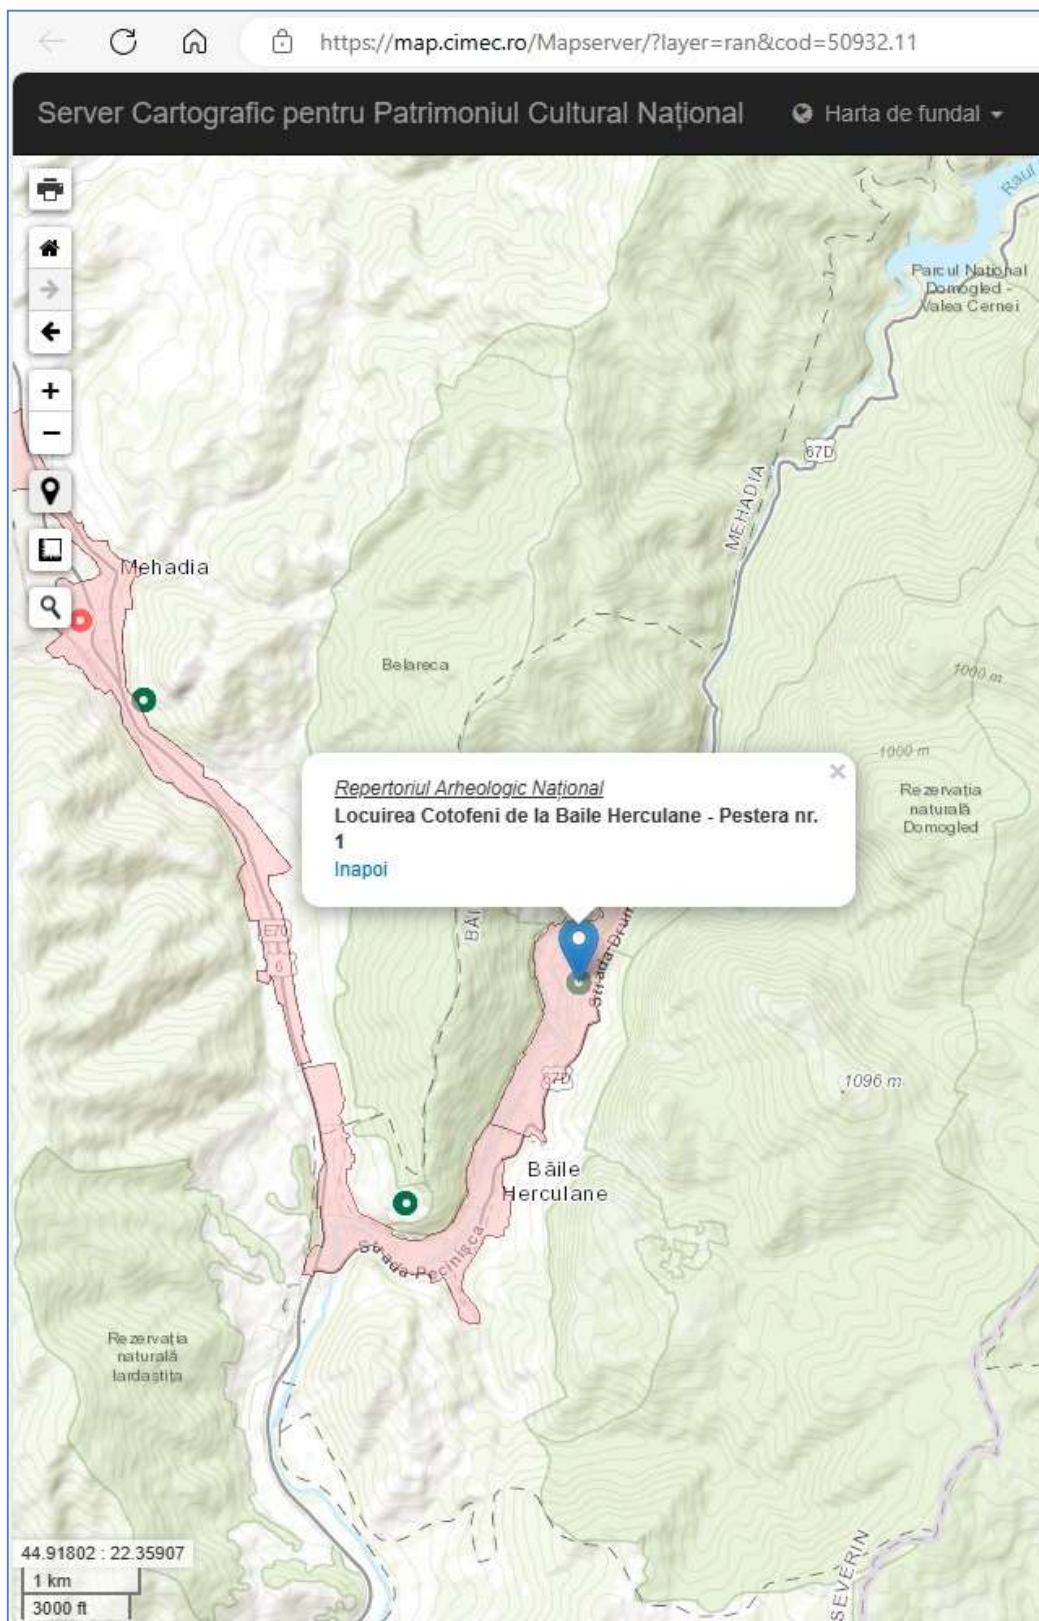 https://map.cimec.ro/Mapserver/?layer=ran&cod=50932.11
Server Cartografic pentru Patrimoniul Cultural Național
Harta de fundal
Raul
Parcul Național
Domogled -
Valea Cernei
67D
MEHADIA
Mehadia
Belareca
1000 m
1000 m
Repertoriul Arheologic Național
Locuirea Cotofeni de la Baile Herculane - Pestera nr.
1
Inapoi
×
Rezervația
naturală
Domogled
BĂI
E70
6
Strada Drum
67D
1096 m
Băile
Herculane
Strada Pecinișca
Rezervația
naturală
Iardaștița
44.91802 : 22.35907
1 km
3000 ft
SEVERIN